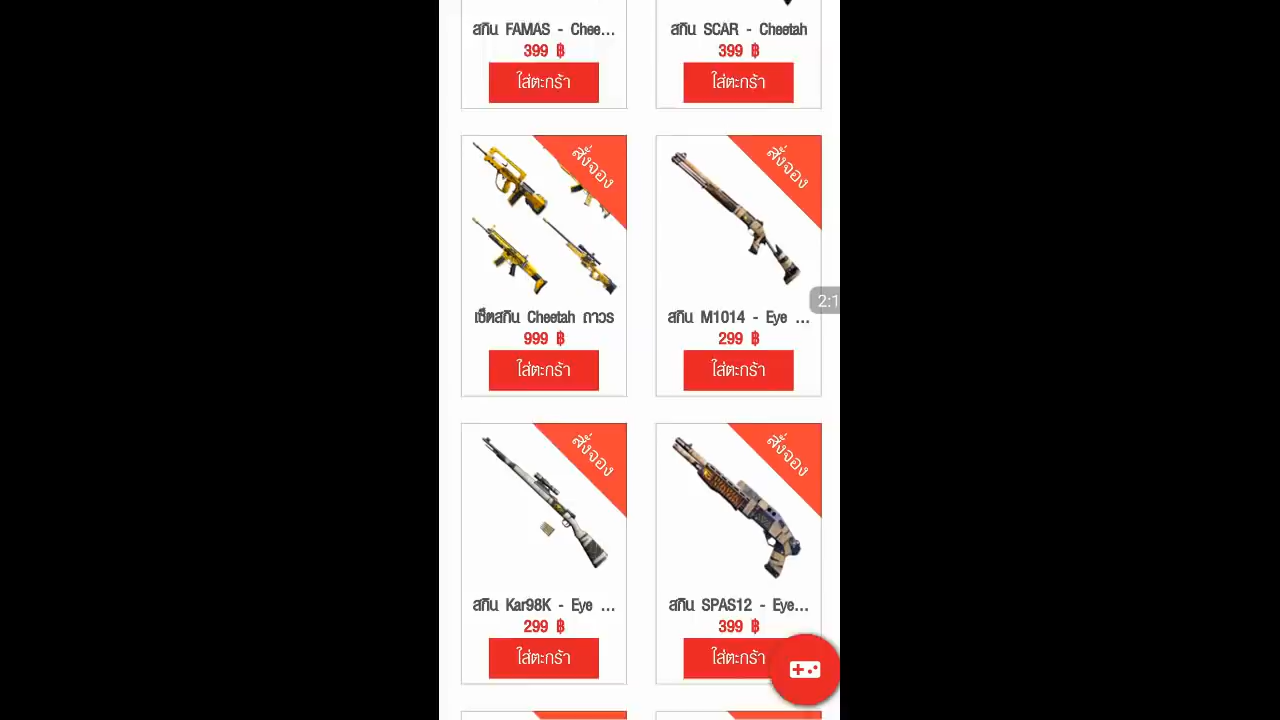 สกิน FAMAS - Chee...
399 ฿
ใส่ตะกร้า
สกิน SCAR - Cheetah
399 ฿
ใส่ตะกร้า
สั่งจอง
เซ็ตสกิน Cheetah ถาวร
999 ฿
ใส่ตะกร้า
สั่งจอง
สกิน M1014 - Eye ...
299 ฿
ใส่ตะกร้า
2:1
สั่งจอง
สกิน Kar98K - Eye ...
299 ฿
ใส่ตะกร้า
สั่งจอง
สกิน SPAS12 - Eye...
399 ฿
ใส่ตะกร้า